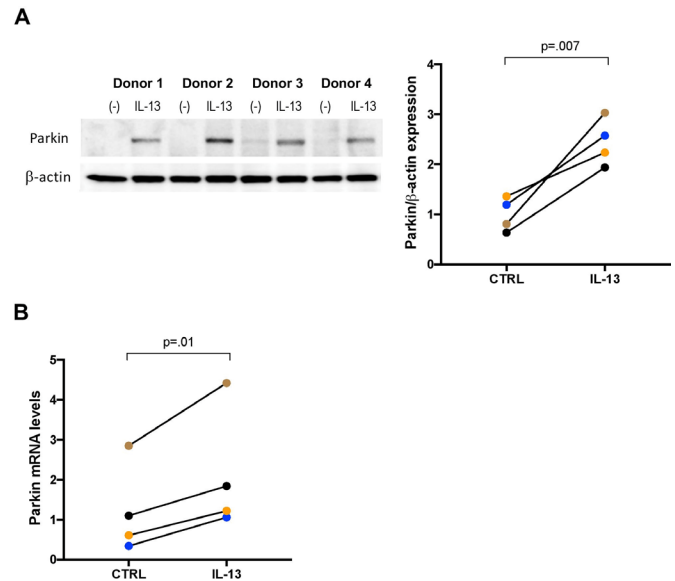 A
Donor 1 Donor 2 Donor 3 Donor 4
(-) IL-13 (-) IL-13 (-) IL-13 (-) IL-13
Parkin
β-actin
p=.007
Parkin/β-actin expression
4
3
2
1
0
CTRL IL-13
B
p=.01
Parkin mRNA levels
5
4
3
2
1
0
CTRL IL-13